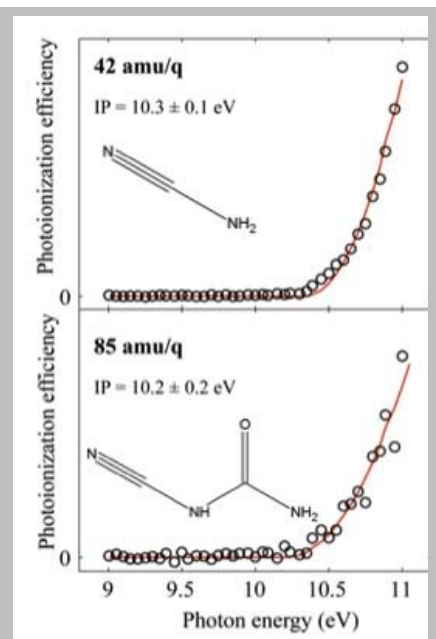 Photoionization efficiency
42 amu/q
IP = 10.3 ± 0.1 eV
N
NH₂
0
Photoionization efficiency
85 amu/q
IP = 10.2 ± 0.2 eV
O
N
NH
NH₂
0
9 9.5 10 10.5 11
Photon energy (eV)